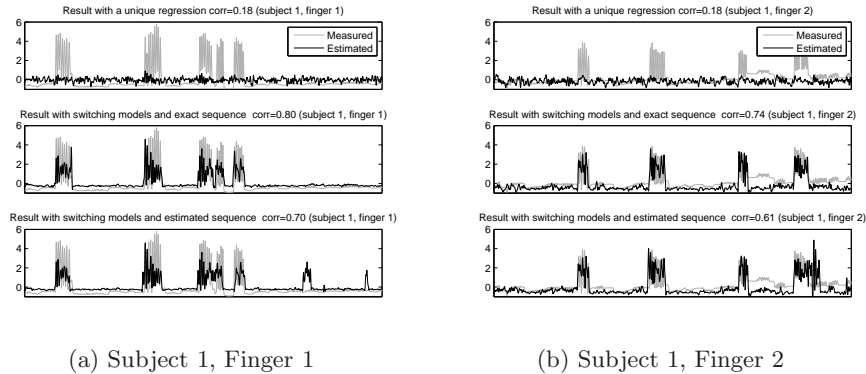 Result with a unique regression corr=0.18 (subject 1, finger 1)
6
4
2
0
Measured
Estimated
Result with switching models and exact sequence corr=0.80 (subject 1, finger 1)
6
4
2
0
Result with switching models and estimated sequence corr=0.70 (subject 1, finger 1)
6
4
2
0
(a) Subject 1, Finger 1
Result with a unique regression corr=0.18 (subject 1, finger 2)
6
4
2
0
Measured
Estimated
Result with switching models and exact sequence corr=0.74 (subject 1, finger 2)
6
4
2
0
Result with switching models and estimated sequence corr=0.61 (subject 1, finger 2)
6
4
2
0
(b) Subject 1, Finger 2